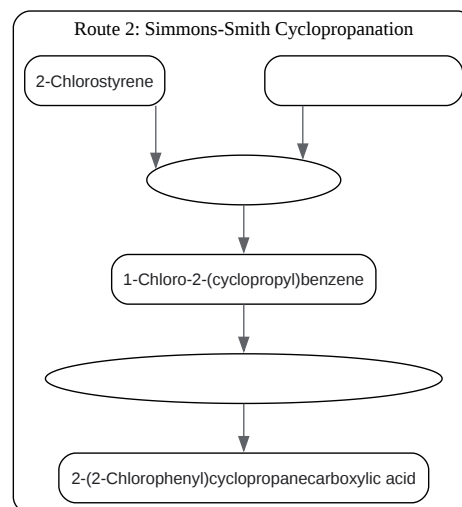 Route 2: Simmons-Smith Cyclopropanation
2-Chlorostyrene
1-Chloro-2-(cyclopropyl)benzene
2-(2-Chlorophenyl)cyclopropanecarboxylic acid